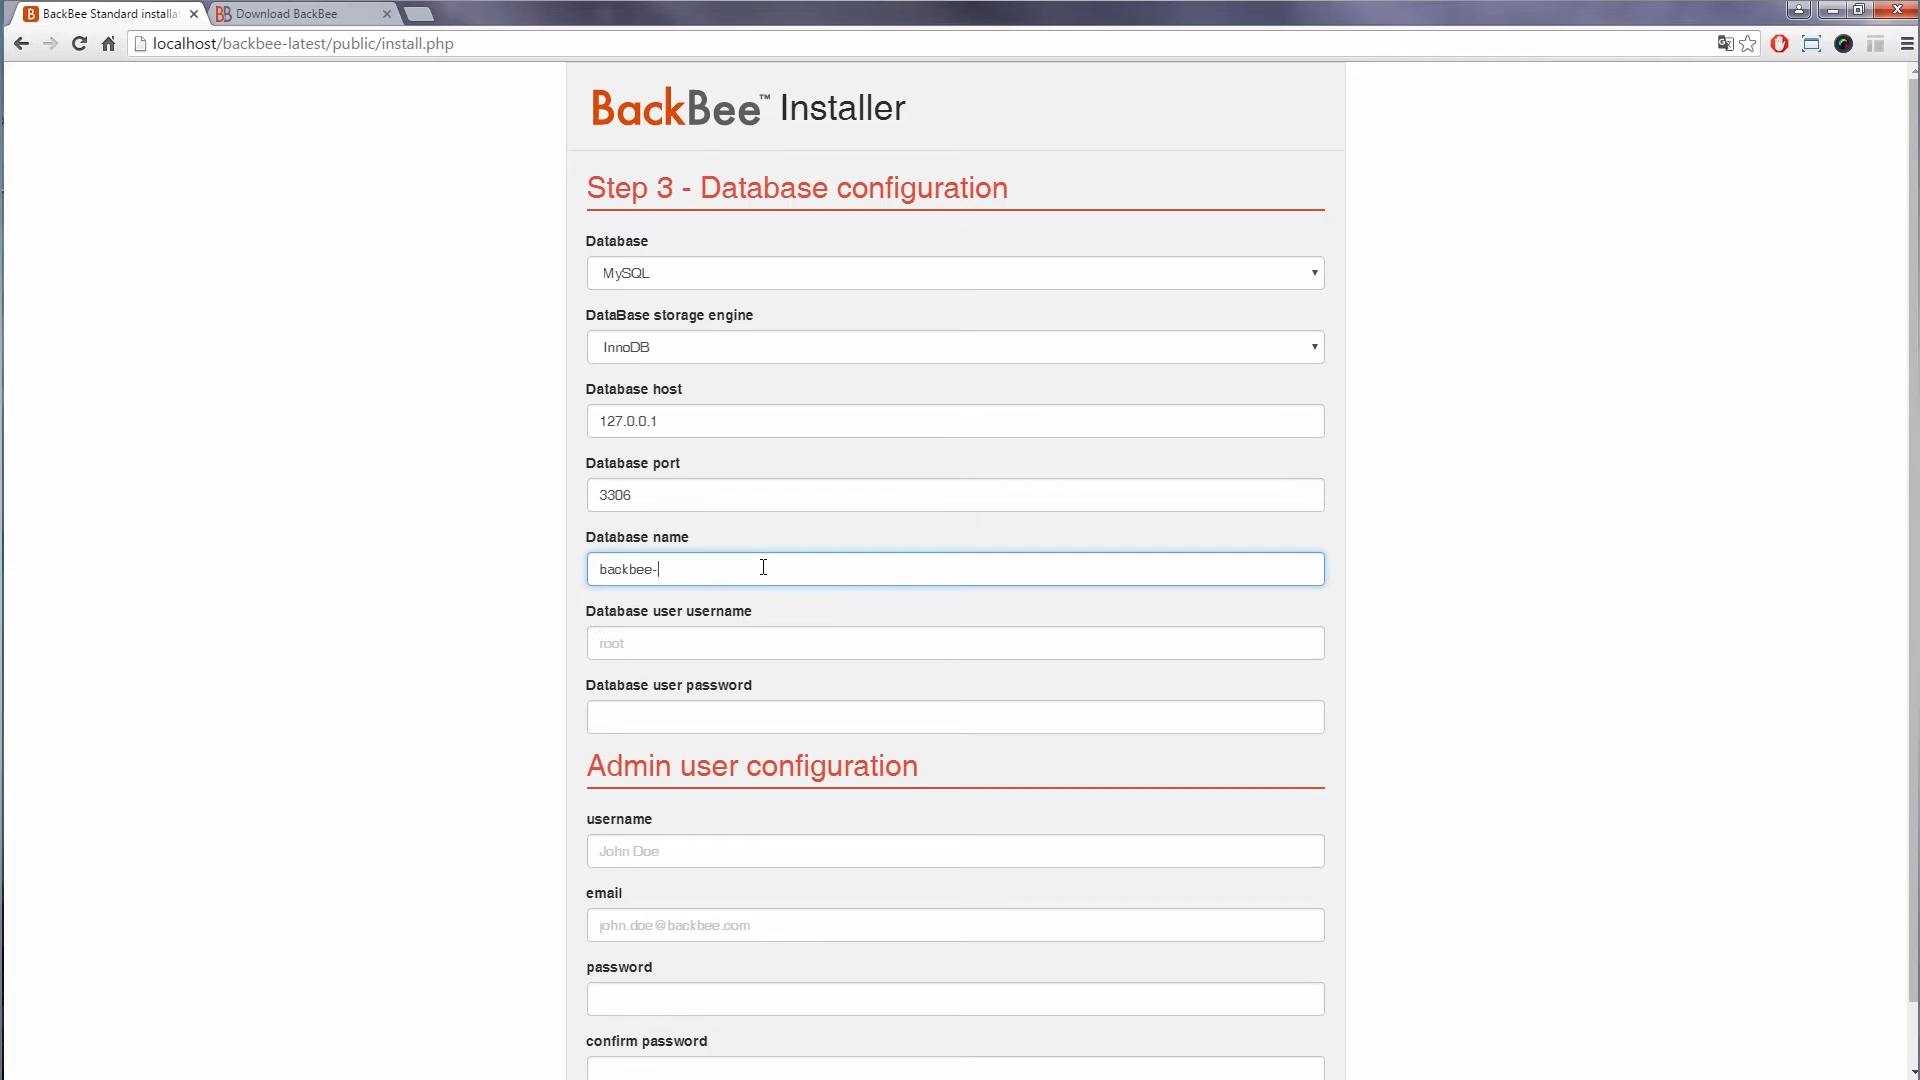 BackBee Standard installat
Download BackBee
localhost/backbee-latest/public/install.php
BackBee™ Installer
Step 3 - Database configuration
Database
MySQL
DataBase storage engine
InnoDB
Database host
127.0.0.1
Database port
3306
Database name
backbee-
Database user username
root
Database user password
Admin user configuration
username
John Doe
email
john.doe@backbee.com
password
confirm password